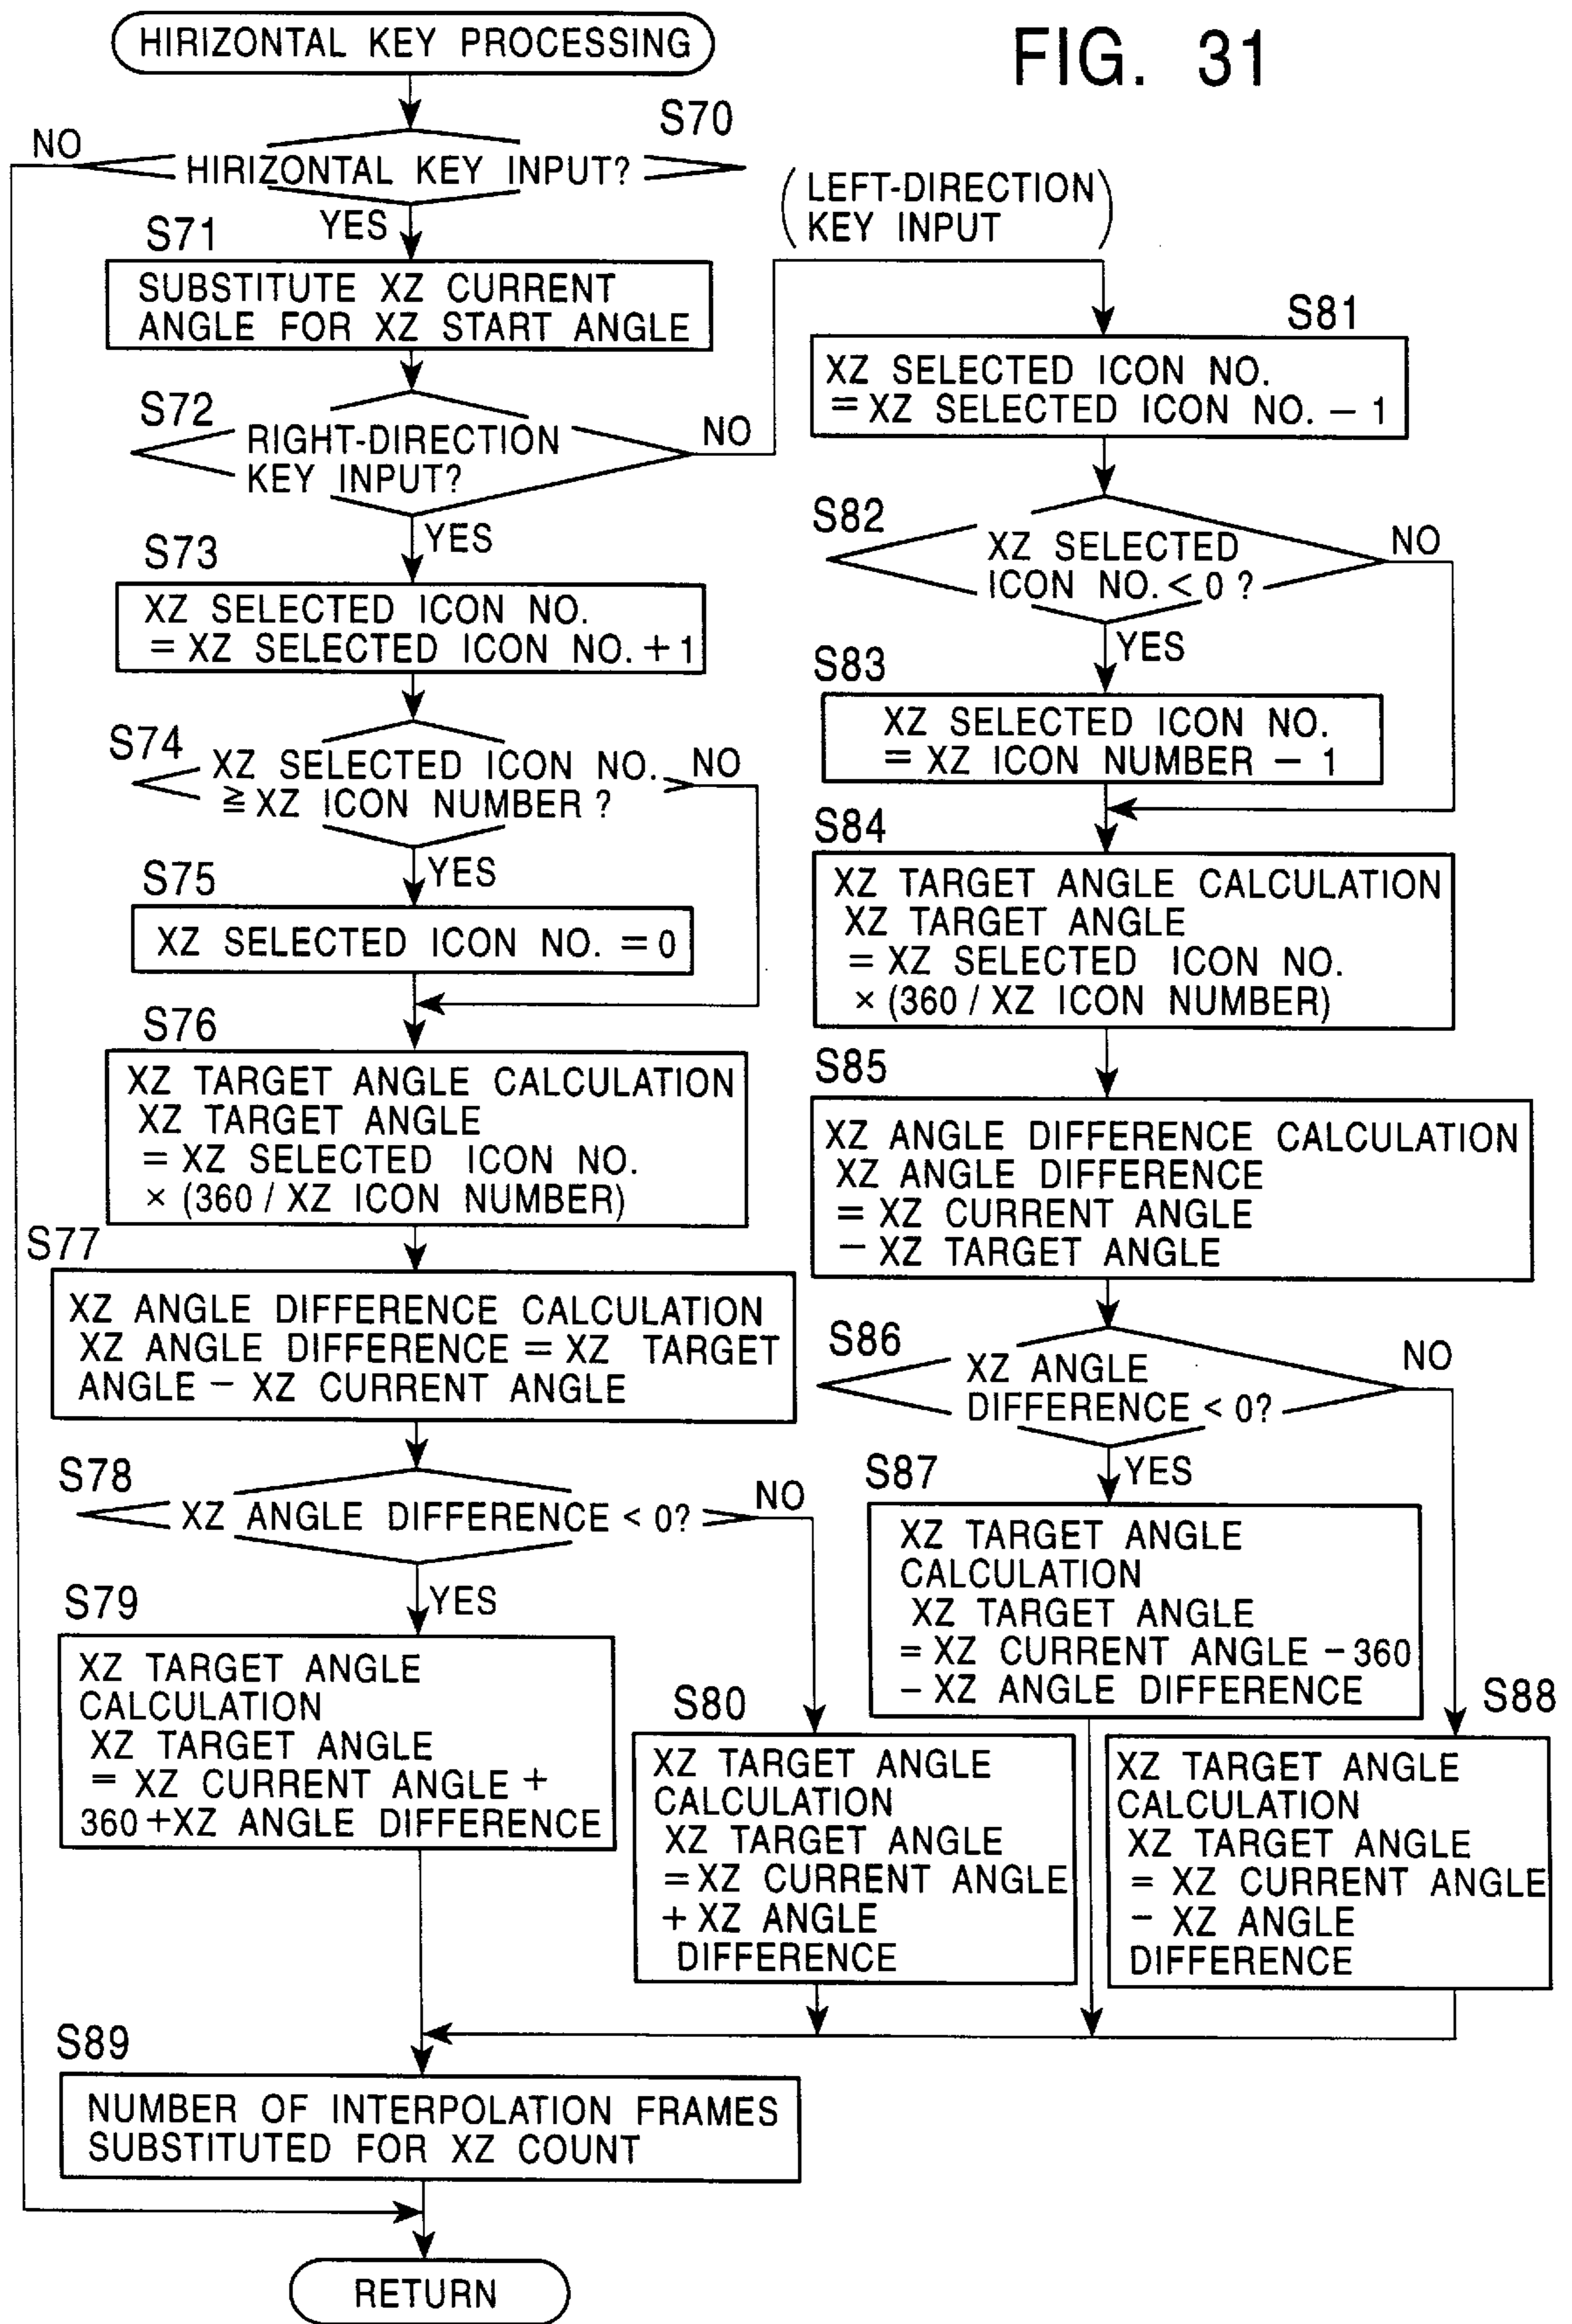 FIG. 31
HIRIZONTAL KEY PROCESSING
S70
HIRIZONTAL KEY INPUT?
NO
YES
S71
SUBSTITUTE XZ CURRENT
ANGLE FOR XZ START ANGLE
S72
RIGHT-DIRECTION
KEY INPUT?
NO
YES
S73
XZ SELECTED ICON NO.
= XZ SELECTED ICON NO. + 1
S74
XZ SELECTED ICON NO.
≧ XZ ICON NUMBER ?
NO
YES
S75
XZ SELECTED ICON NO. = 0
S76
XZ TARGET ANGLE CALCULATION
XZ TARGET ANGLE
= XZ SELECTED ICON NO.
× (360 / XZ ICON NUMBER)
S77
XZ ANGLE DIFFERENCE CALCULATION
XZ ANGLE DIFFERENCE = XZ TARGET
ANGLE - XZ CURRENT ANGLE
S78
XZ ANGLE DIFFERENCE < 0?
NO
YES
S79
XZ TARGET ANGLE
CALCULATION
XZ TARGET ANGLE
= XZ CURRENT ANGLE +
360 + XZ ANGLE DIFFERENCE
S80
XZ TARGET ANGLE
CALCULATION
XZ TARGET ANGLE
= XZ CURRENT ANGLE
+ XZ ANGLE
DIFFERENCE
(LEFT-DIRECTION
KEY INPUT)
S81
XZ SELECTED ICON NO.
= XZ SELECTED ICON NO. - 1
S82
XZ SELECTED
ICON NO. < 0 ?
NO
YES
S83
XZ SELECTED ICON NO.
= XZ ICON NUMBER - 1
S84
XZ TARGET ANGLE CALCULATION
XZ TARGET ANGLE
= XZ SELECTED ICON NO.
× (360 / XZ ICON NUMBER)
S85
XZ ANGLE DIFFERENCE CALCULATION
XZ ANGLE DIFFERENCE
= XZ CURRENT ANGLE
- XZ TARGET ANGLE
S86
XZ ANGLE
DIFFERENCE < 0?
NO
YES
S87
XZ TARGET ANGLE
CALCULATION
XZ TARGET ANGLE
= XZ CURRENT ANGLE - 360
- XZ ANGLE DIFFERENCE
S88
XZ TARGET ANGLE
CALCULATION
XZ TARGET ANGLE
= XZ CURRENT ANGLE
- XZ ANGLE
DIFFERENCE
S89
NUMBER OF INTERPOLATION FRAMES
SUBSTITUTED FOR XZ COUNT
RETURN